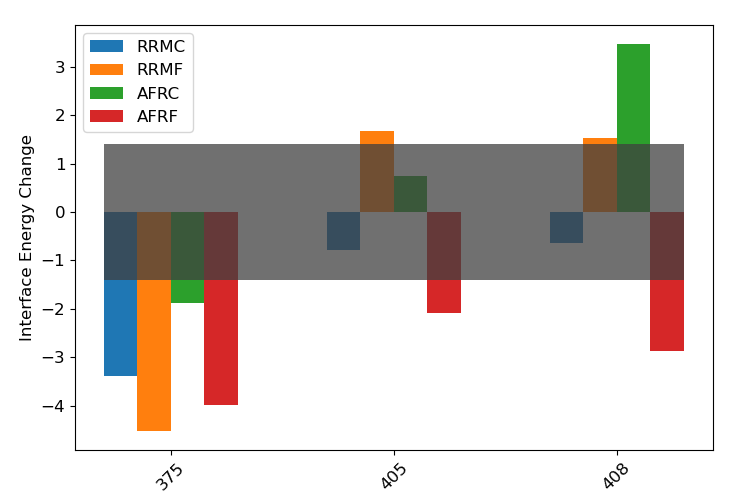 RRMC
RRMF
AFRC
AFRF
Interface Energy Change
3
2
1
0
−1
−2
−3
−4
375
405
408